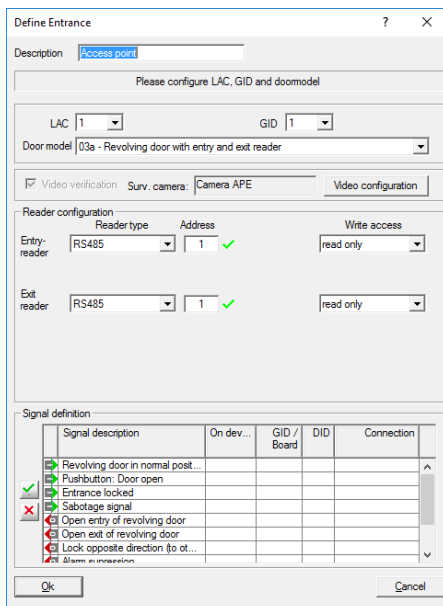 Define Entrance ? ×
Description Access point
Please configure LAC, GID and doormodel
LAC 1 GID 1
Door model 03a - Revolving door with entry and exit reader
Video verification Surv. camera: Camera APE Video configuration
Reader configuration
Reader type Address Write access
Entry-
reader RS485 1 read only
Exit
reader RS485 1 read only
Signal definition
Signal description On dev... GID / Board DID Connection
Revolving door in normal posit...
Pushbutton: Door open
Entrance locked
Sabotage signal
Open entry of revolving door
Open exit of revolving door
Lock opposite direction (to ot...
Alarm supression
Ok Cancel